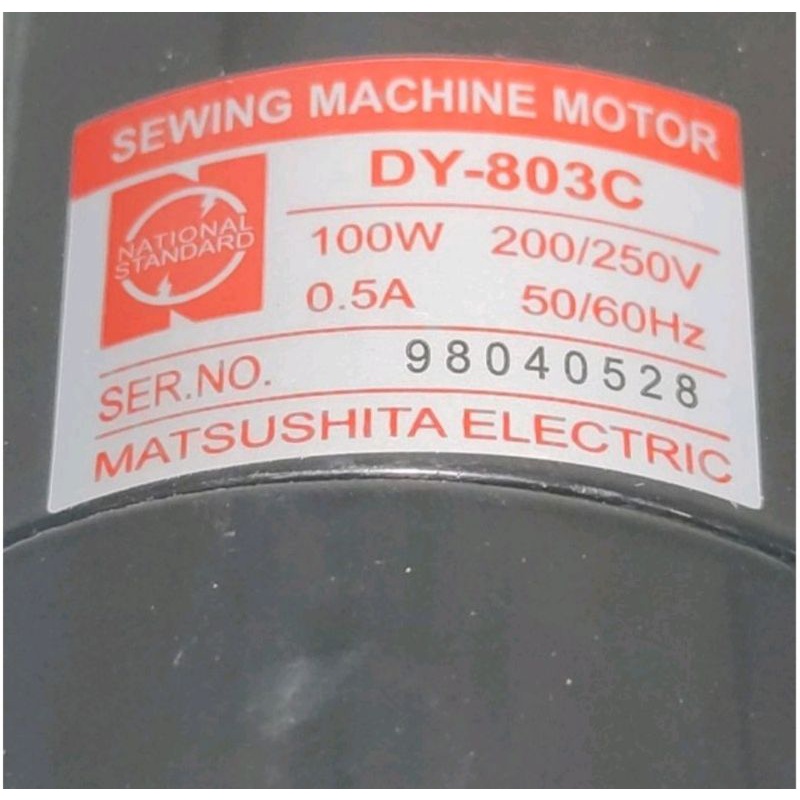 SEWING MACHINE MOTOR
DY-803C
NATIONAL
STANDARD
100W 200/250V
0.5A 50/60Hz
SER.NO. 98040528
MATSUSHITA ELECTRIC